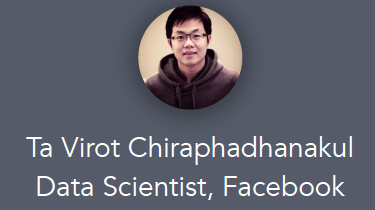 Ta Virot Chiraphadhanakul
Data Scientist, Facebook